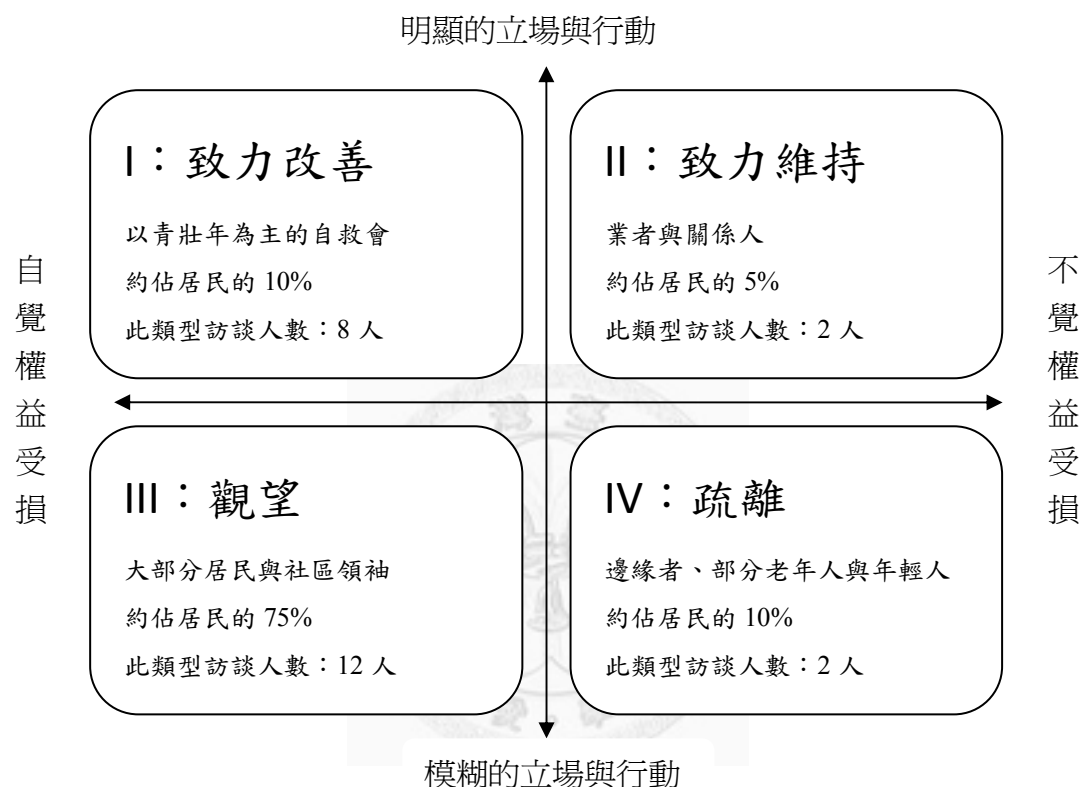 明顯的立場與行動
I：致力改善
以青壯年為主的自救會
約佔居民的 10%
此類型訪談人數：8 人
II：致力維持
業者與關係人
約佔居民的 5%
此類型訪談人數：2 人
自覺權益受損
不覺權益受損
III：觀望
大部分居民與社區領袖
約佔居民的 75%
此類型訪談人數：12 人
IV：疏離
邊緣者、部分老年人與年輕人
約佔居民的 10%
此類型訪談人數：2 人
模糊的立場與行動